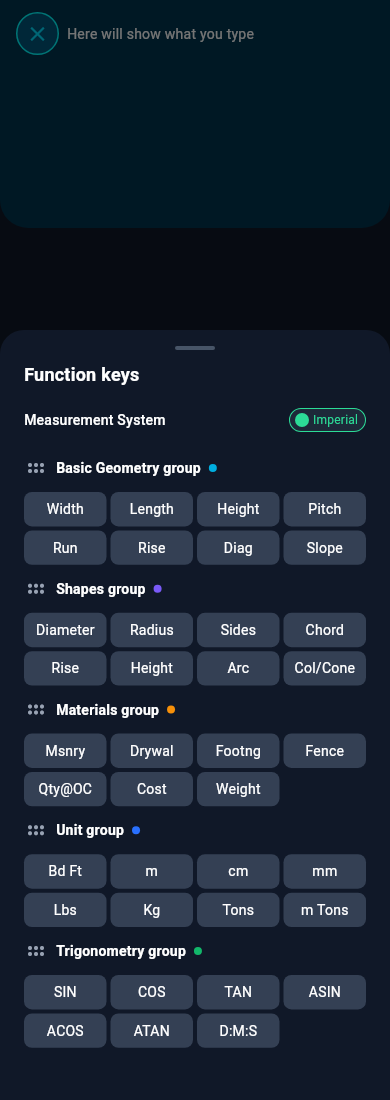 Here will show what you type
Function keys
Measurement System Imperial
Basic Geometry group
Width Length Height Pitch
Run Rise Diag Slope
Shapes group
Diameter Radius Sides Chord
Rise Height Arc Col/Cone
Materials group
Msnry Drywal Footng Fence
Qty@OC Cost Weight
Unit group
Bd Ft m cm mm
Lbs Kg Tons m Tons
Trigonometry group
SIN COS TAN ASIN
ACOS ATAN D:M:S